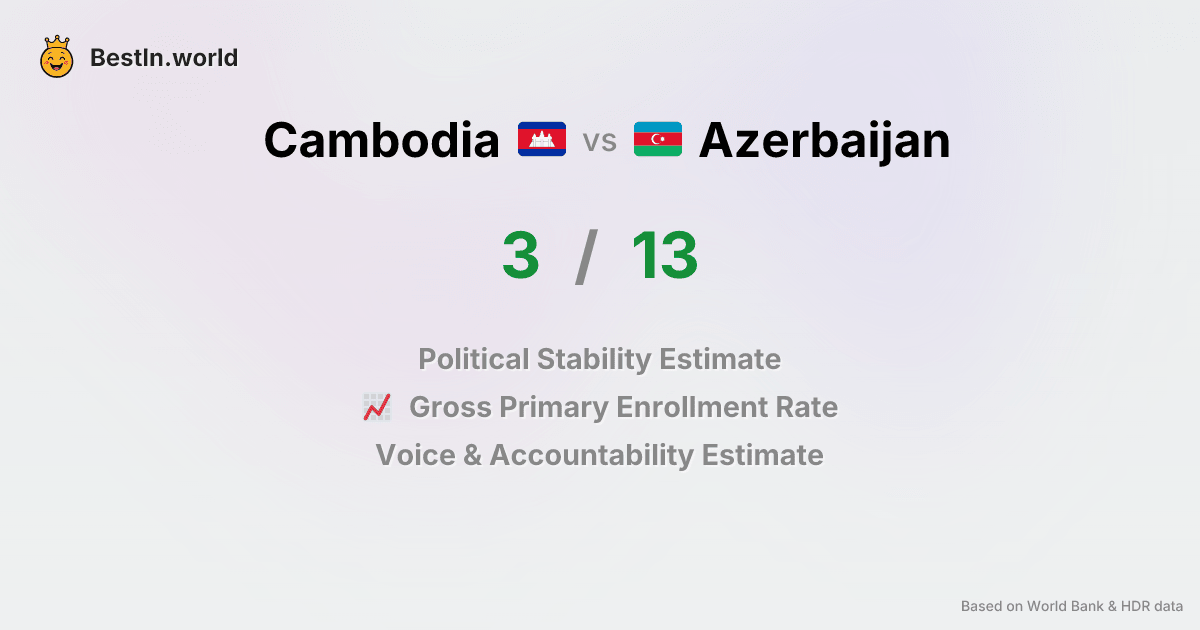 BestIn.world
Cambodia vs Azerbaijan
3 / 13
Political Stability Estimate
Gross Primary Enrollment Rate
Voice & Accountability Estimate
Based on World Bank & HDR data